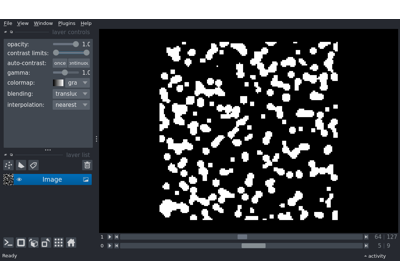 File View Window Plugins Help
layer controls
opacity: 1.0
contrast limits:
auto-contrast: once
gamma: 1.0
colormap: gra
blending: transluc
interpolation: nearest
layer list
Image
1 64 127
0 5 9
Ready
activity